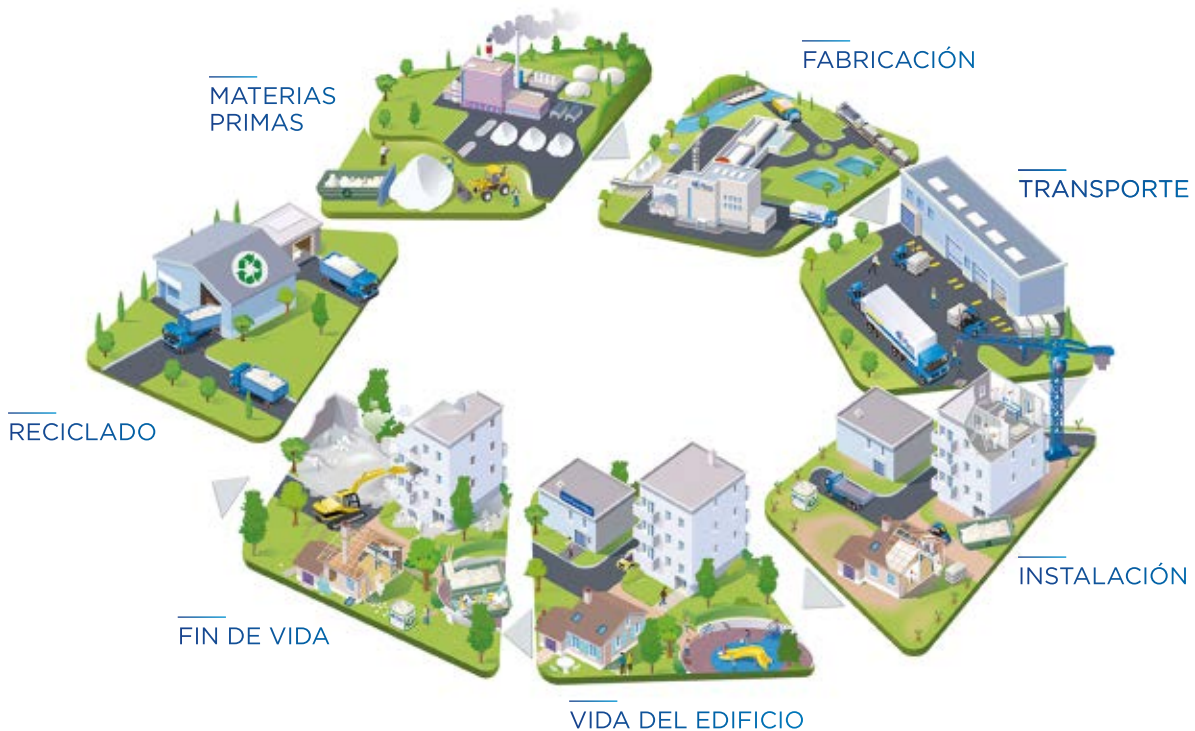 FABRICACIÓN
MATERIAS
PRIMAS
TRANSPORTE
RECICLADO
INSTALACIÓN
FIN DE VIDA
VIDA DEL EDIFICIO